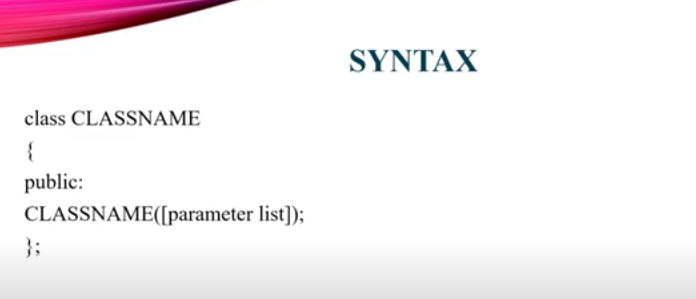 SYNTAX
class CLASSNAME
{
public:
CLASSNAME([parameter list]);
};